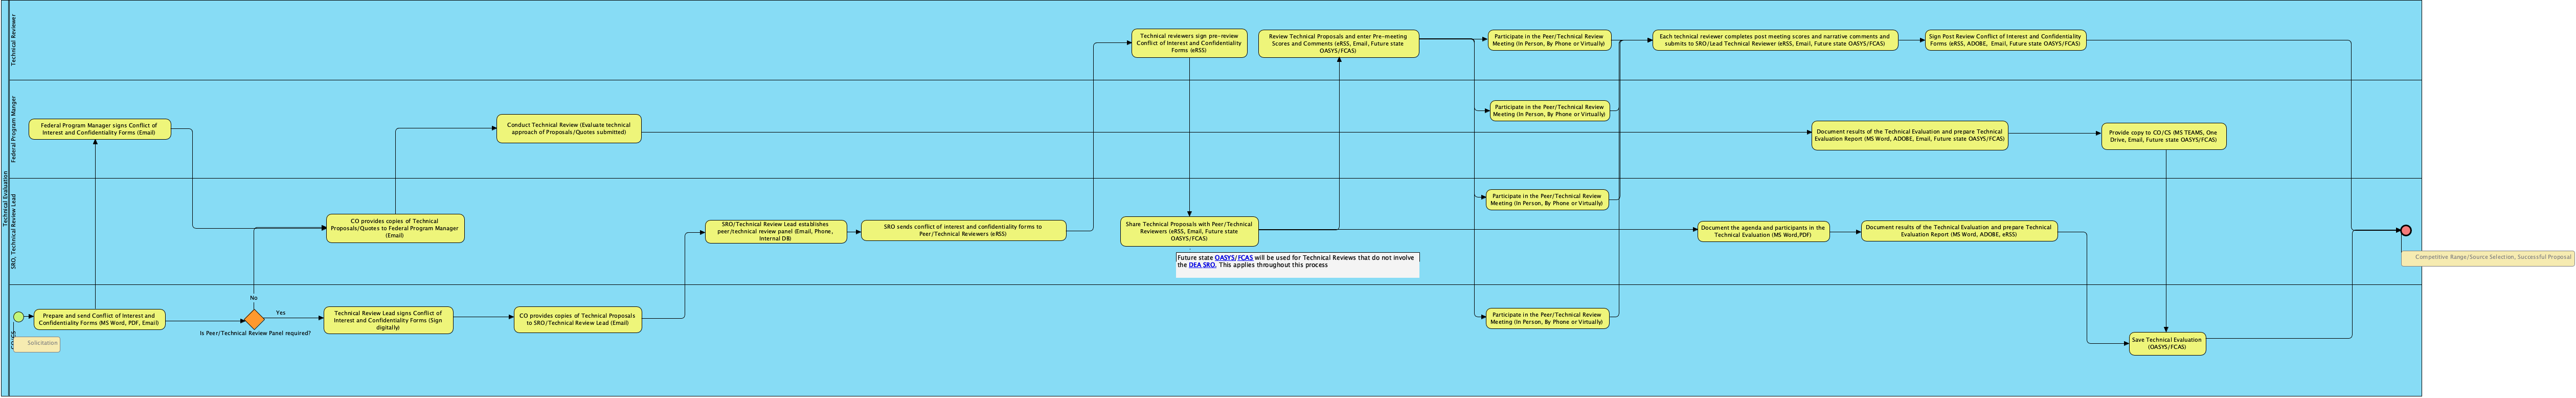 Technical Evaluation
Technical Reviewer
Technical reviewers sign pre-review
Conflict of Interest and Confidentiality
Forms (eRSS)
Review Technical Proposals and enter Pre-meeting
Scores and Comments (eRSS, Email, Future state
OASYS/FCAS)
Participate in the Peer/Technical Review
Meeting (In Person, By Phone or Virtually)
Each technical reviewer completes post meeting scores and narrative comments and
submits to SRO/Lead Technical Reviewer (eRSS, Email, Future state OASYS/FCAS)
Sign Post Review Conflict of Interest and Confidentiality
Forms (eRSS, ADOBE, Email, Future state OASYS/FCAS)
Federal Program Manger
Federal Program Manager signs Conflict of
Interest and Confidentiality Forms (Email)
Conduct Technical Review (Evaluate technical
approach of Proposals/Quotes submitted)
Participate in the Peer/Technical Review
Meeting (In Person, By Phone or Virtually)
Document results of the Technical Evaluation and prepare Technical
Evaluation Report (MS Word, ADOBE, Email, Future state OASYS/FCAS)
Provide copy to CO/CS (MS TEAMS, One
Drive, Email, Future state OASYS/FCAS)
SRO, Technical Review Lead
CO provides copies of Technical
Proposals/Quotes to Federal Program Manager
(Email)
SRO/Technical Review Lead establishes
peer/technical review panel (Email, Phone,
Internal DB)
SRO sends conflict of interest and confidentiality forms to
Peer/Technical Reviewers (eRSS)
Share Technical Proposals with Peer/Technical
Reviewers (eRSS, Email, Future state
OASYS/FCAS)
Future state OASYS/FCAS will be used for Technical Reviews that do not involve
the DEA SRO. This applies throughout this process
Participate in the Peer/Technical Review
Meeting (In Person, By Phone or Virtually)
Document the agenda and participants in the
Technical Evaluation (MS Word,PDF)
Document results of the Technical Evaluation and prepare Technical
Evaluation Report (MS Word, ADOBE, eRSS)
Competitive Range/Source Selection, Successful Proposal
CO/CS
Solicitation
Prepare and send Conflict of Interest and
Confidentiality Forms (MS Word, PDF, Email)
No
Yes
Is Peer/Technical Review Panel required?
Technical Review Lead signs Conflict of
Interest and Confidentiality Forms (Sign
digitally)
CO provides copies of Technical Proposals
to SRO/Technical Review Lead (Email)
Participate in the Peer/Technical Review
Meeting (In Person, By Phone or Virtually)
Save Technical Evaluation
(OASYS/FCAS)